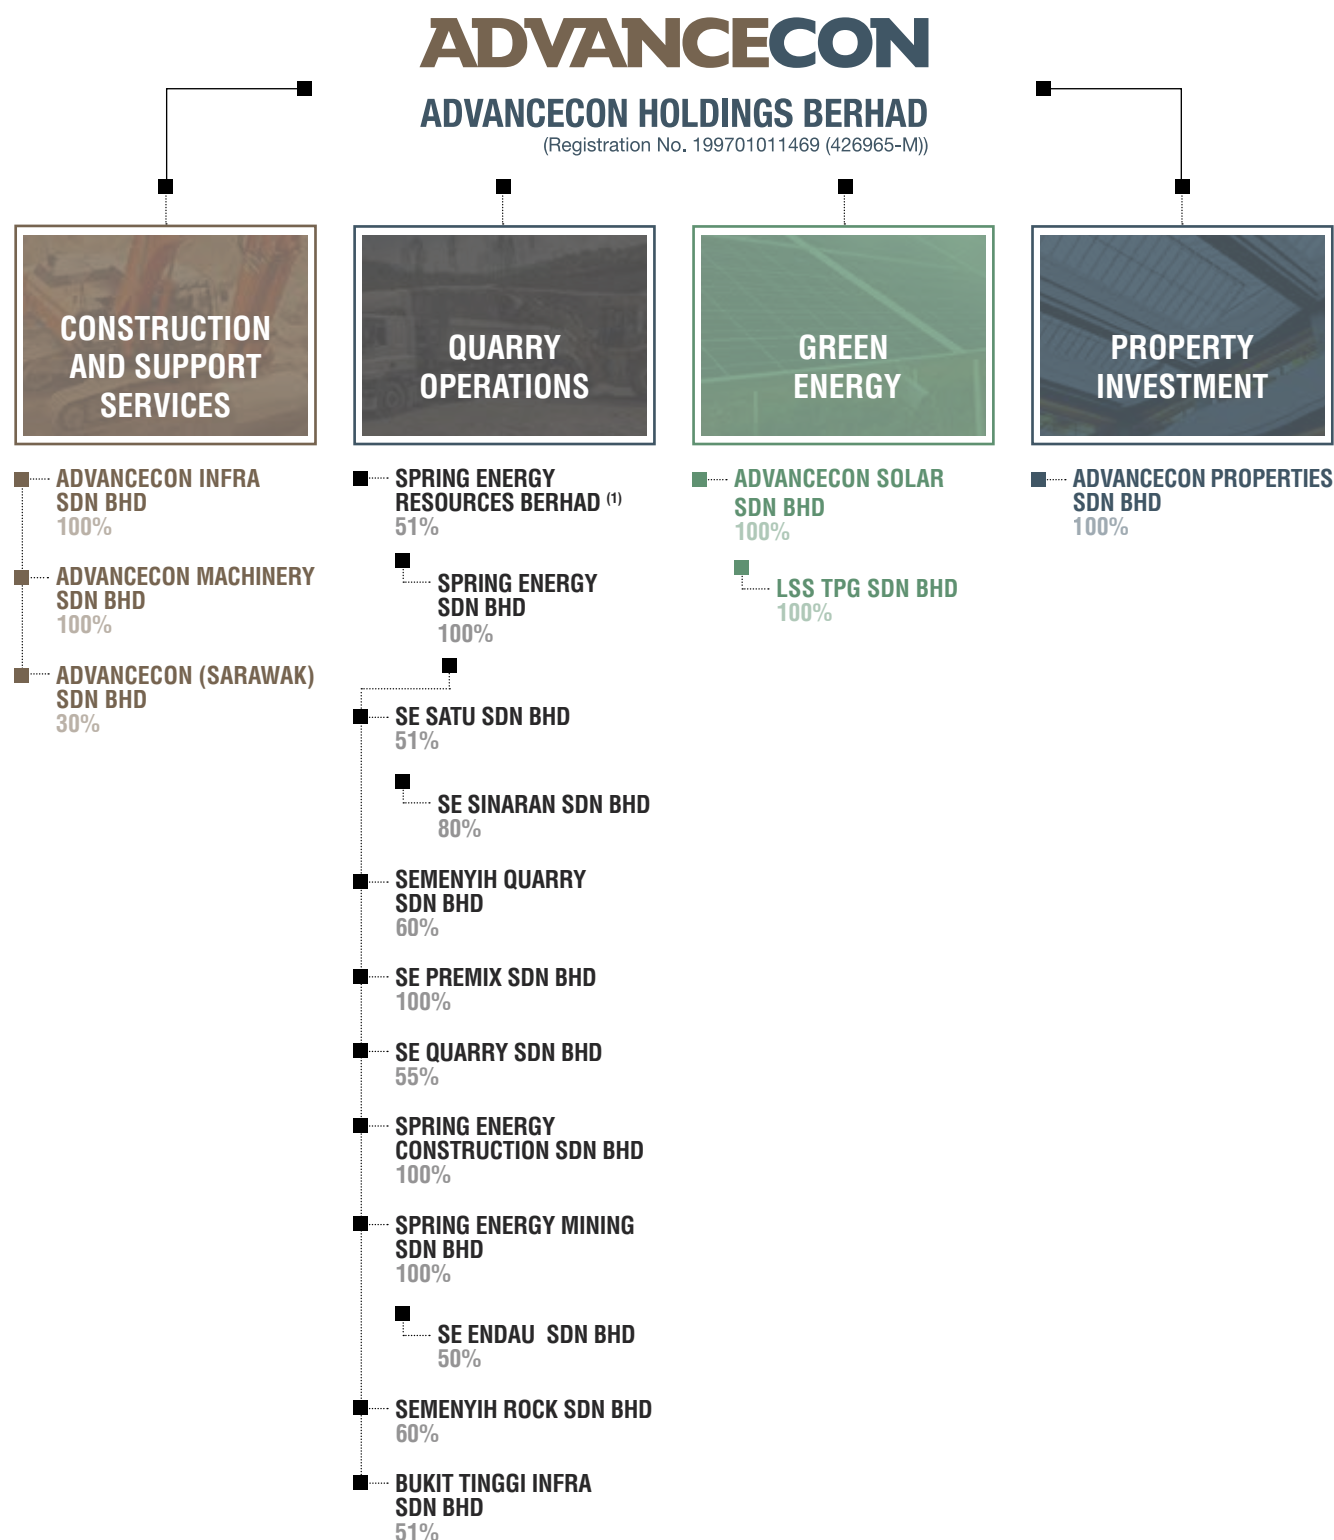 ADVANCECON
ADVANCECON HOLDINGS BERHAD
(Registration No. 199701011469 (426965-M))
CONSTRUCTION
AND SUPPORT
SERVICES
ADVANCECON INFRA
SDN BHD
100%
ADVANCECON MACHINERY
SDN BHD
100%
ADVANCECON (SARAWAK)
SDN BHD
30%
QUARRY
OPERATIONS
SPRING ENERGY
RESOURCES BERHAD (1)
51%
SPRING ENERGY
SDN BHD
100%
SE SATU SDN BHD
51%
SE SINARAN SDN BHD
80%
SEMENYIH QUARRY
SDN BHD
60%
SE PREMIX SDN BHD
100%
SE QUARRY SDN BHD
55%
SPRING ENERGY
CONSTRUCTION SDN BHD
100%
SPRING ENERGY MINING
SDN BHD
100%
SE ENDAU SDN BHD
50%
SEMENYIH ROCK SDN BHD
60%
BUKIT TINGGI INFRA
SDN BHD
51%
GREEN
ENERGY
ADVANCECON SOLAR
SDN BHD
100%
LSS TPG SDN BHD
100%
PROPERTY
INVESTMENT
ADVANCECON PROPERTIES
SDN BHD
100%